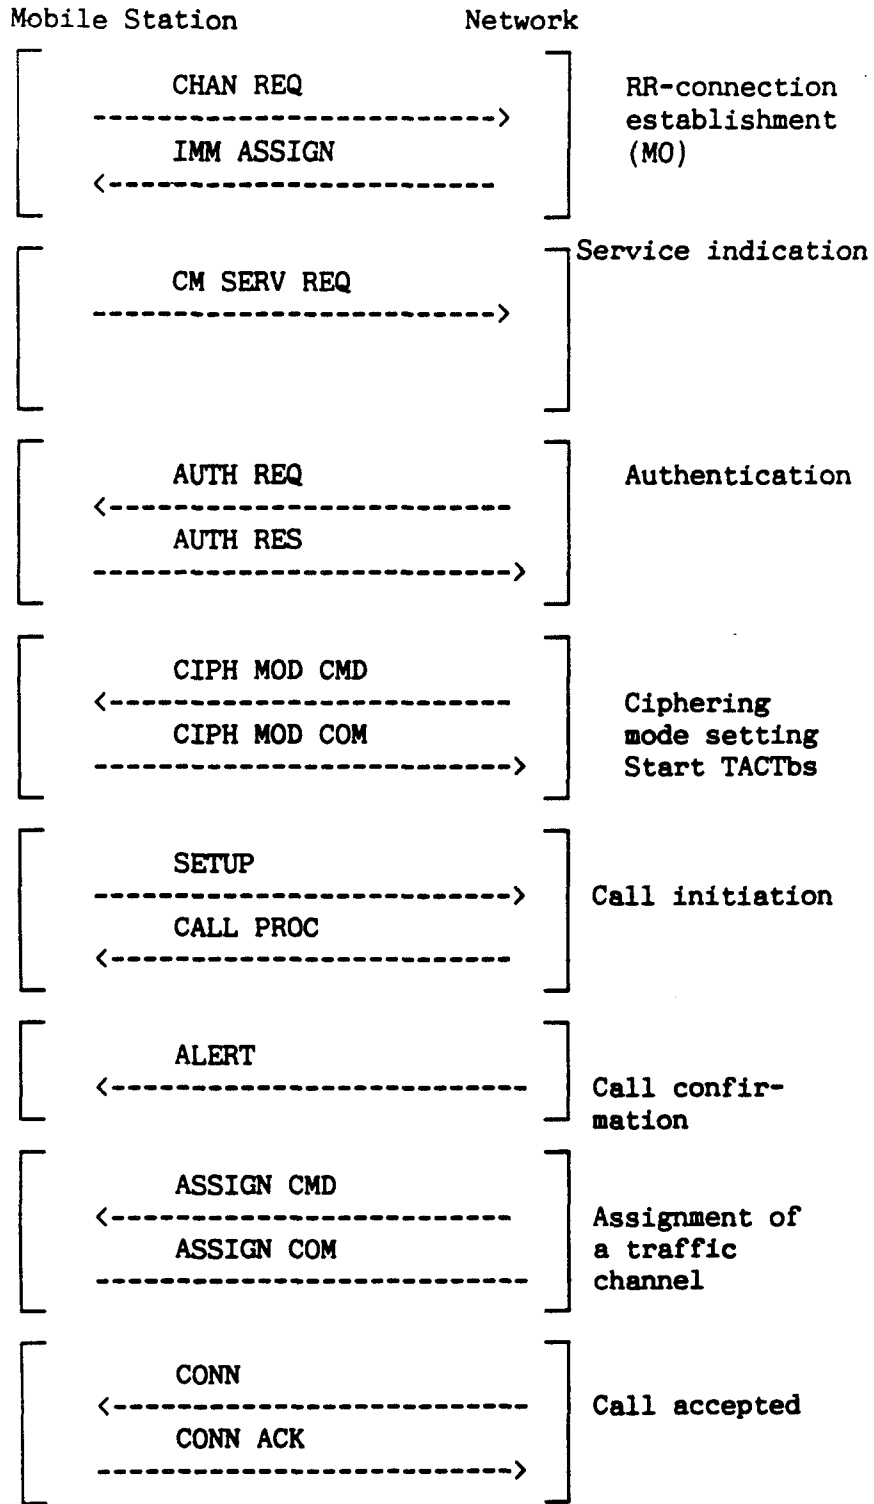 Mobile Station Network
CHAN REQ
RR-connection
establishment
IMM ASSIGN
(MO)
Service indication
CM SERV REQ
AUTH REQ
Authentication
AUTH RES
CIPH MOD CMD
Ciphering
CIPH MOD COM
mode setting
Start TACTbs
SETUP
Call initiation
CALL PROC
ALERT
Call confir-
mation
ASSIGN CMD
Assignment of
ASSIGN COM
a traffic
channel
CONN
Call accepted
CONN ACK